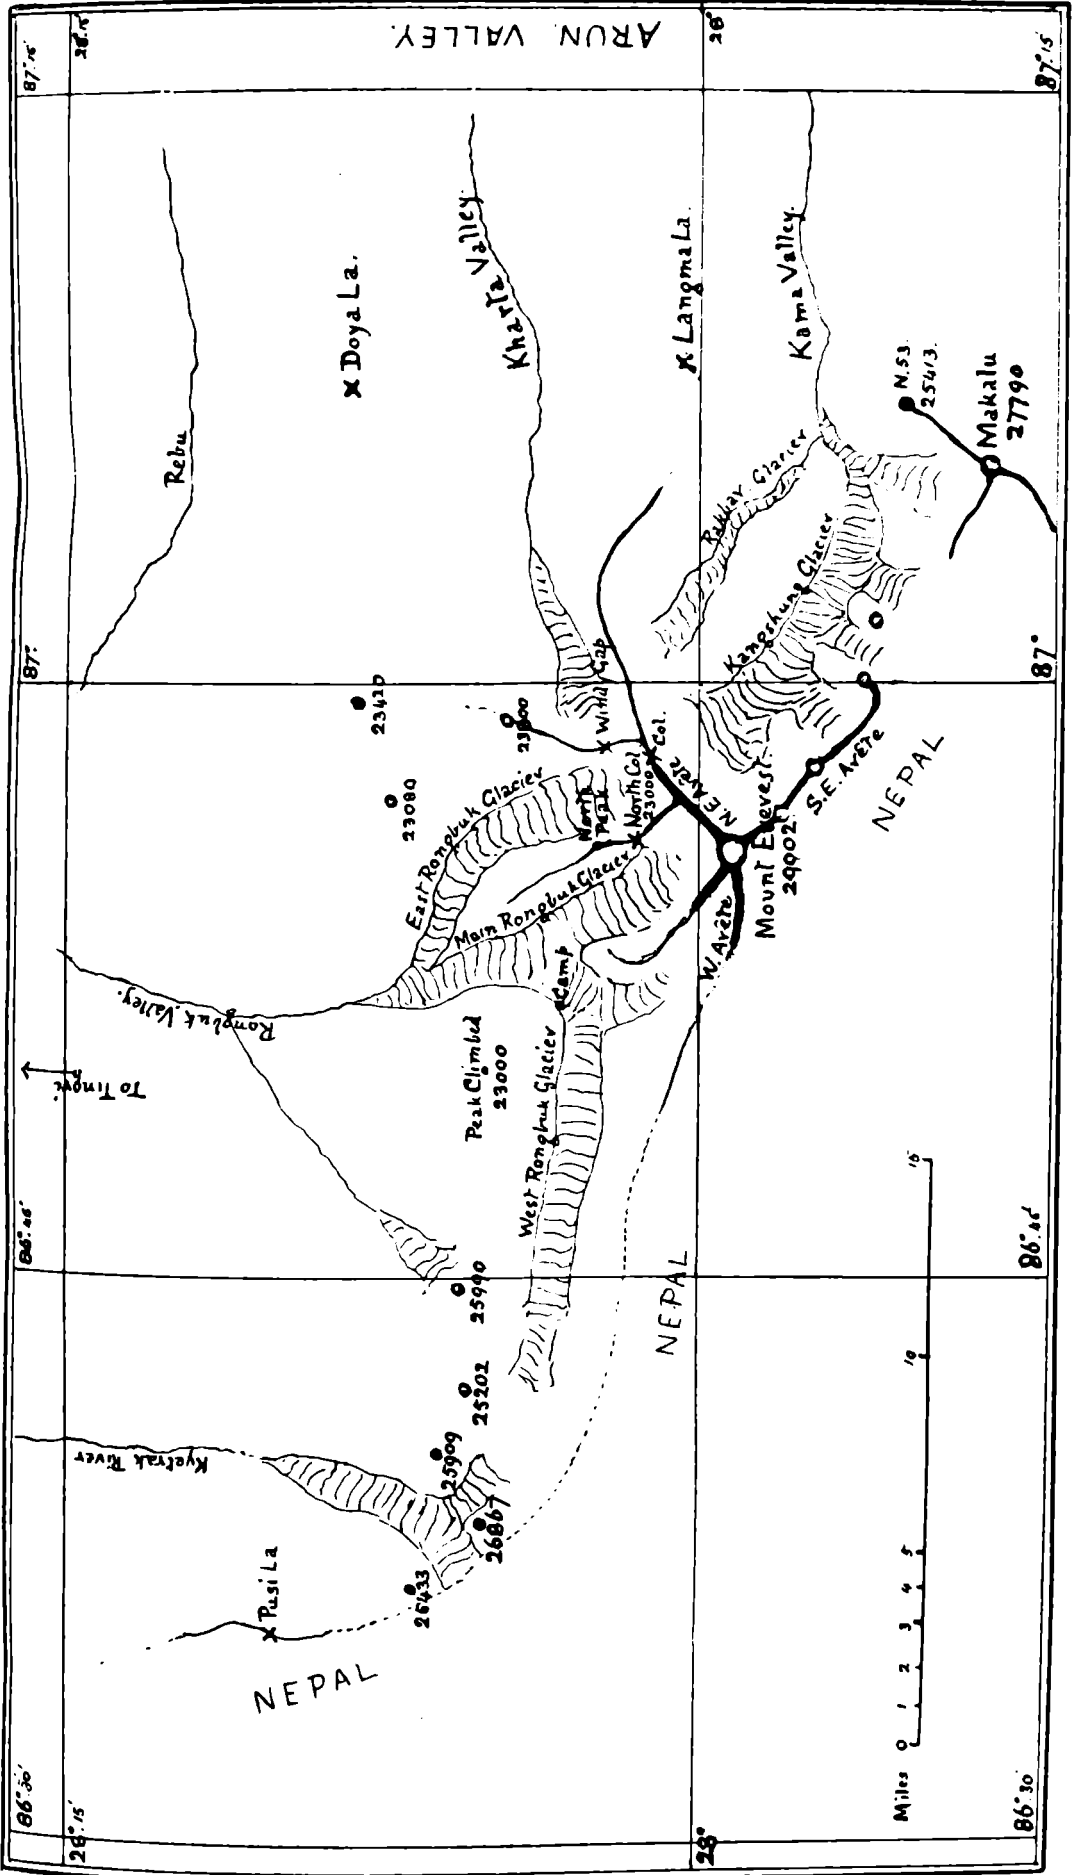 86° 30'
86° 45'
87°
87° 15'
28° 15'
28° 15'
To Tingri
Rongbuk Valley.
Kyetrak River
Rebu
Pusi La
NEPAL
Doya La.
ARUN VALLEY.
Kharta Valley.
26433
25909
26867
25202
25990
Peak Climbed
23000
East Rongbuk Glacier
Main Rongbuk Glacier
West Rongbuk Glacier
Camp
23080
23420
North
Peak
North Col
23000
Windy Gap
Col.
Langma La.
Kama Valley.
Rakhav Glacier
Kangshung Glacier
28°
28°
NEPAL
W. Arête
N.E Arête
Mount Everest.
29002
S.E. Arête
NEPAL
N. 53.
25413.
Makalu
27790
Miles 0 1 2 3 4 5 10 15
86° 30
86° 45'
87°
87° 15'